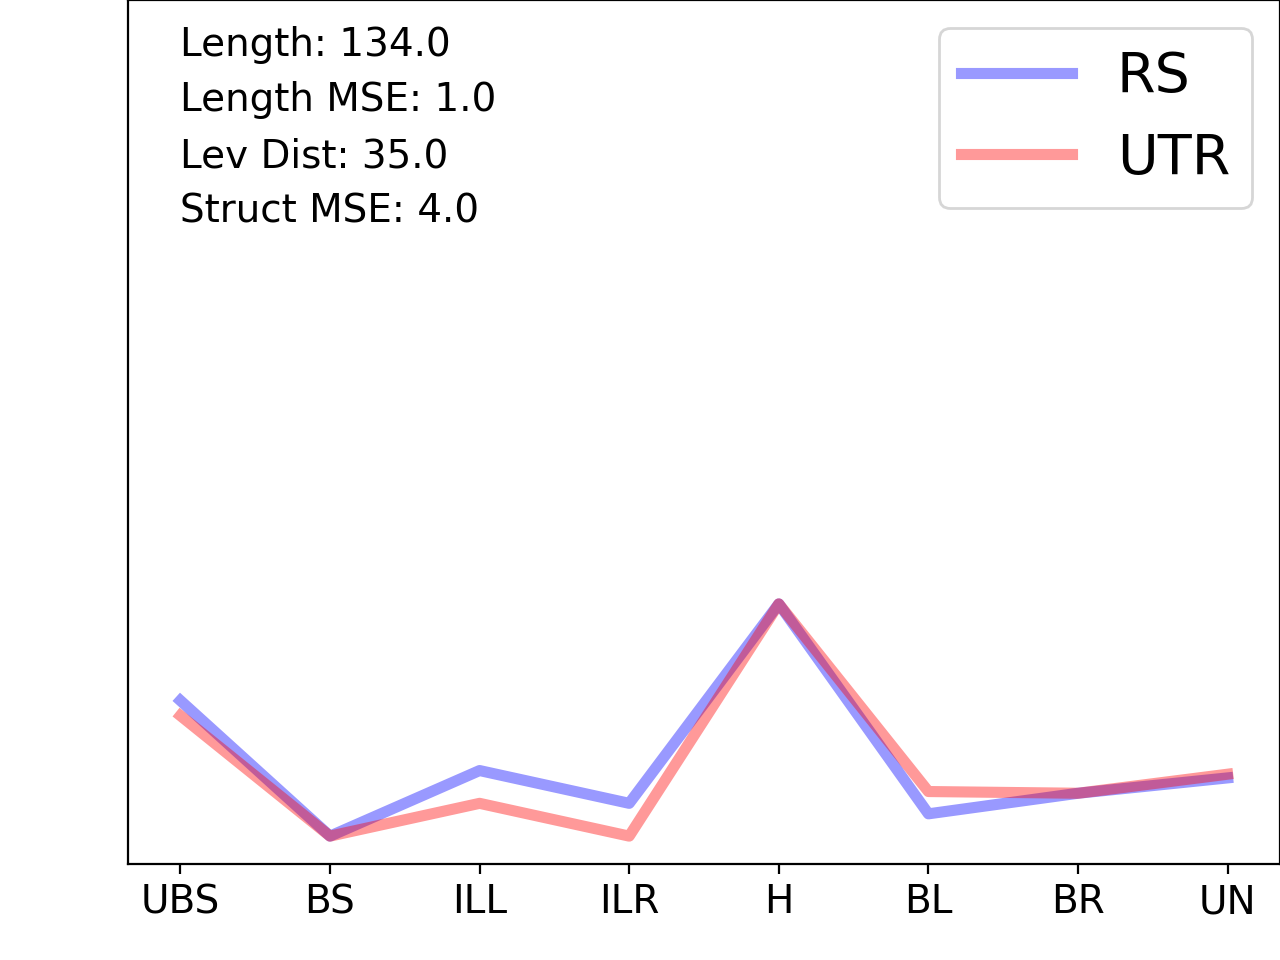 Length: 134.0
Length MSE: 1.0
Lev Dist: 35.0
Struct MSE: 4.0
RS
UTR
UBS BS ILL ILR H BL BR UN